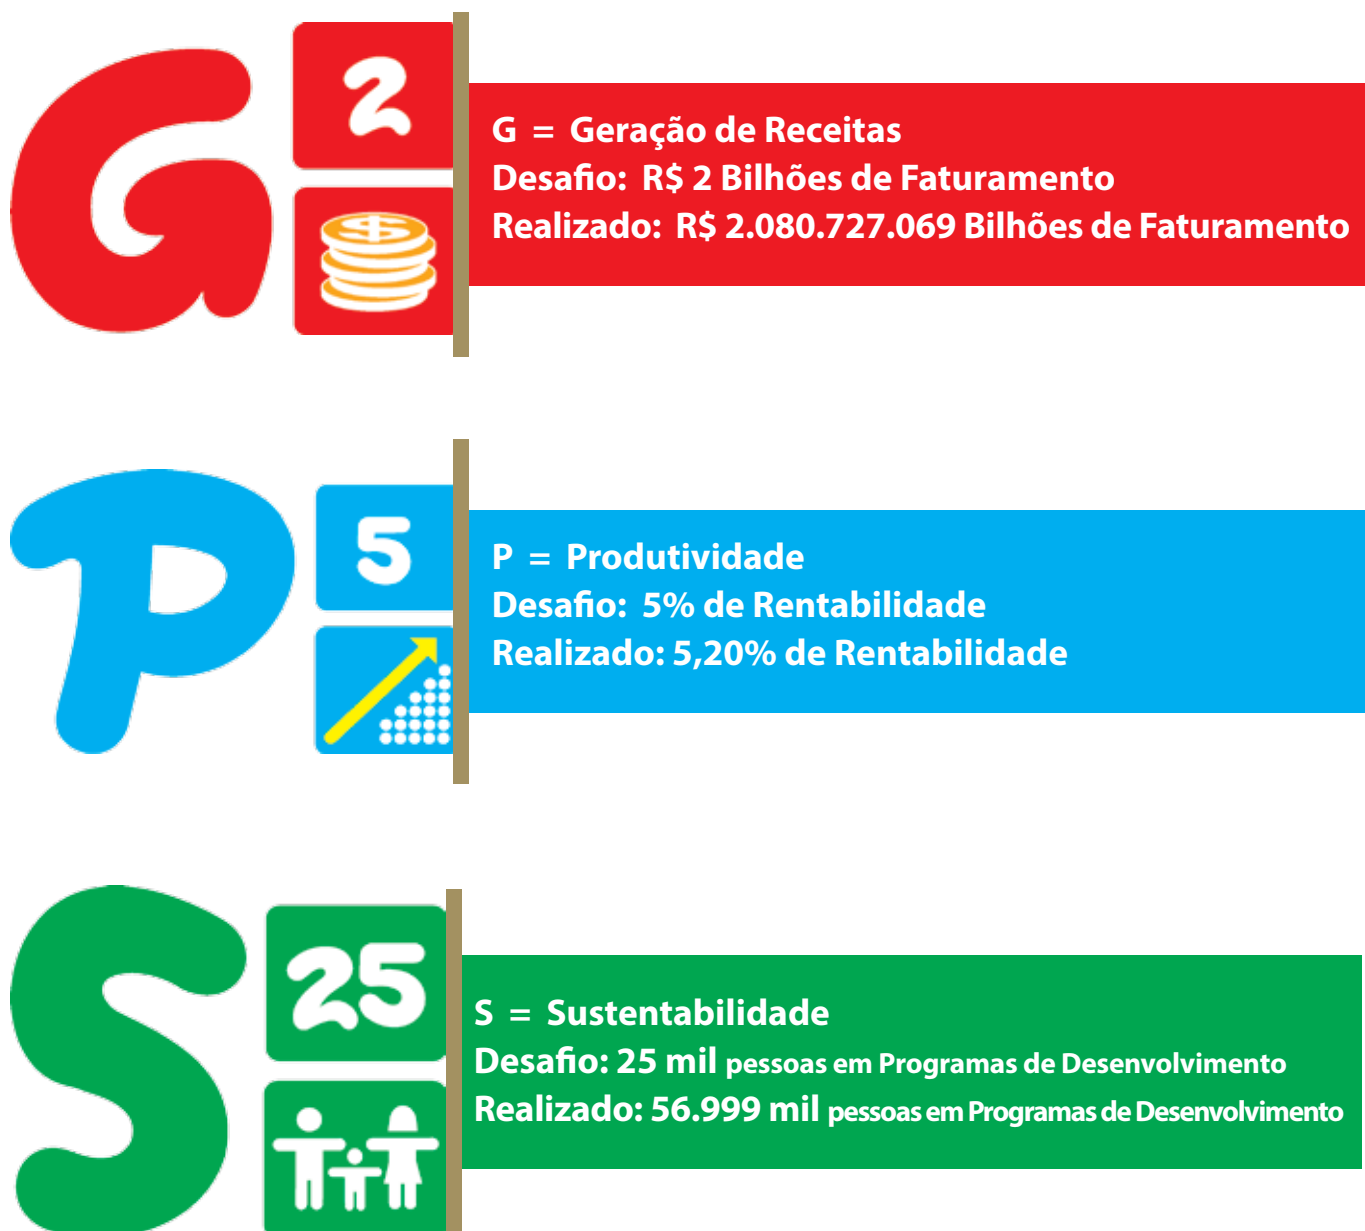 G
2
$
G = Geração de Receitas
Desafio: R$ 2 Bilhões de Faturamento
Realizado: R$ 2.080.727.069 Bilhões de Faturamento
P
5
P = Produtividade
Desafio: 5% de Rentabilidade
Realizado: 5,20% de Rentabilidade
S
25
S = Sustentabilidade
Desafio: 25 mil pessoas em Programas de Desenvolvimento
Realizado: 56.999 mil pessoas em Programas de Desenvolvimento